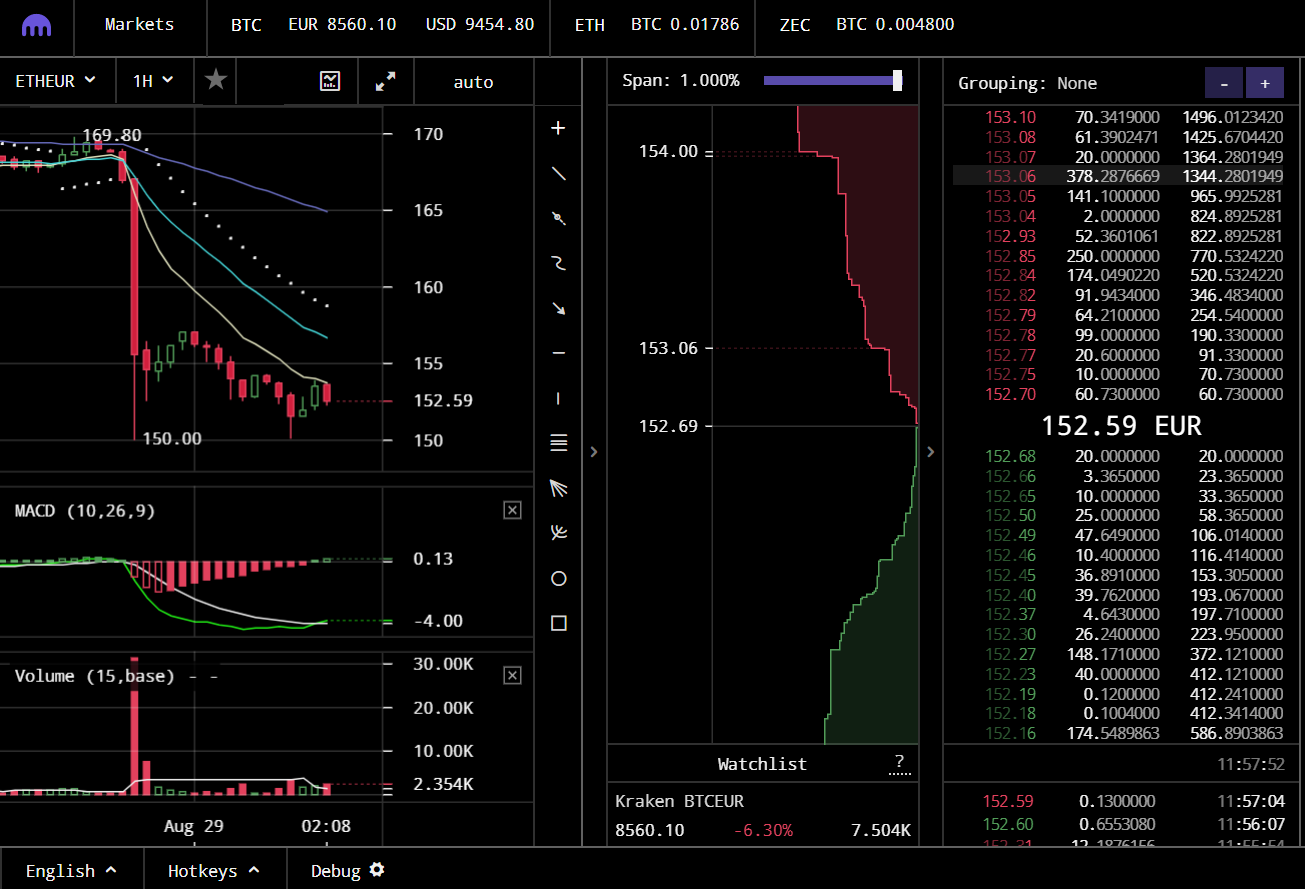 Markets BTC EUR 8560.10 USD 9454.80 ETH BTC 0.01786 ZEC BTC 0.004800
ETHEUR 1H auto
169.80
170
165
160
155
152.59
150
150.00
MACD (10,26,9)
0.13
-4.00
Volume (15,base) - -
30.00K
20.00K
10.00K
2.354K
Aug 29 02:08
Span: 1.000%
154.00
153.06
152.69
Watchlist ?
Kraken BTCEUR
8560.10 -6.30% 7.504K
Grouping: None - +
153.10 70.3419000 1496.0123420
153.08 61.3902471 1425.6704420
153.07 20.0000000 1364.2801949
153.06 378.2876669 1344.2801949
153.05 141.1000000 965.9925281
153.04 2.0000000 824.8925281
152.93 52.3601061 822.8925281
152.85 250.0000000 770.5324220
152.84 174.0490220 520.5324220
152.82 91.9434000 346.4834000
152.79 64.2100000 254.5400000
152.78 99.0000000 190.3300000
152.77 20.6000000 91.3300000
152.75 10.0000000 70.7300000
152.70 60.7300000 60.7300000
152.59 EUR
152.68 20.0000000 20.0000000
152.66 3.3650000 23.3650000
152.65 10.0000000 33.3650000
152.50 25.0000000 58.3650000
152.49 47.6490000 106.0140000
152.46 10.4000000 116.4140000
152.45 36.8910000 153.3050000
152.40 39.7620000 193.0670000
152.37 4.6430000 197.7100000
152.30 26.2400000 223.9500000
152.27 148.1710000 372.1210000
152.23 40.0000000 412.1210000
152.19 0.1200000 412.2410000
152.18 0.1004000 412.3414000
152.16 174.5489863 586.8903863
11:57:52
152.59 0.1300000 11:57:04
152.60 0.6553080 11:56:07
English Hotkeys Debug